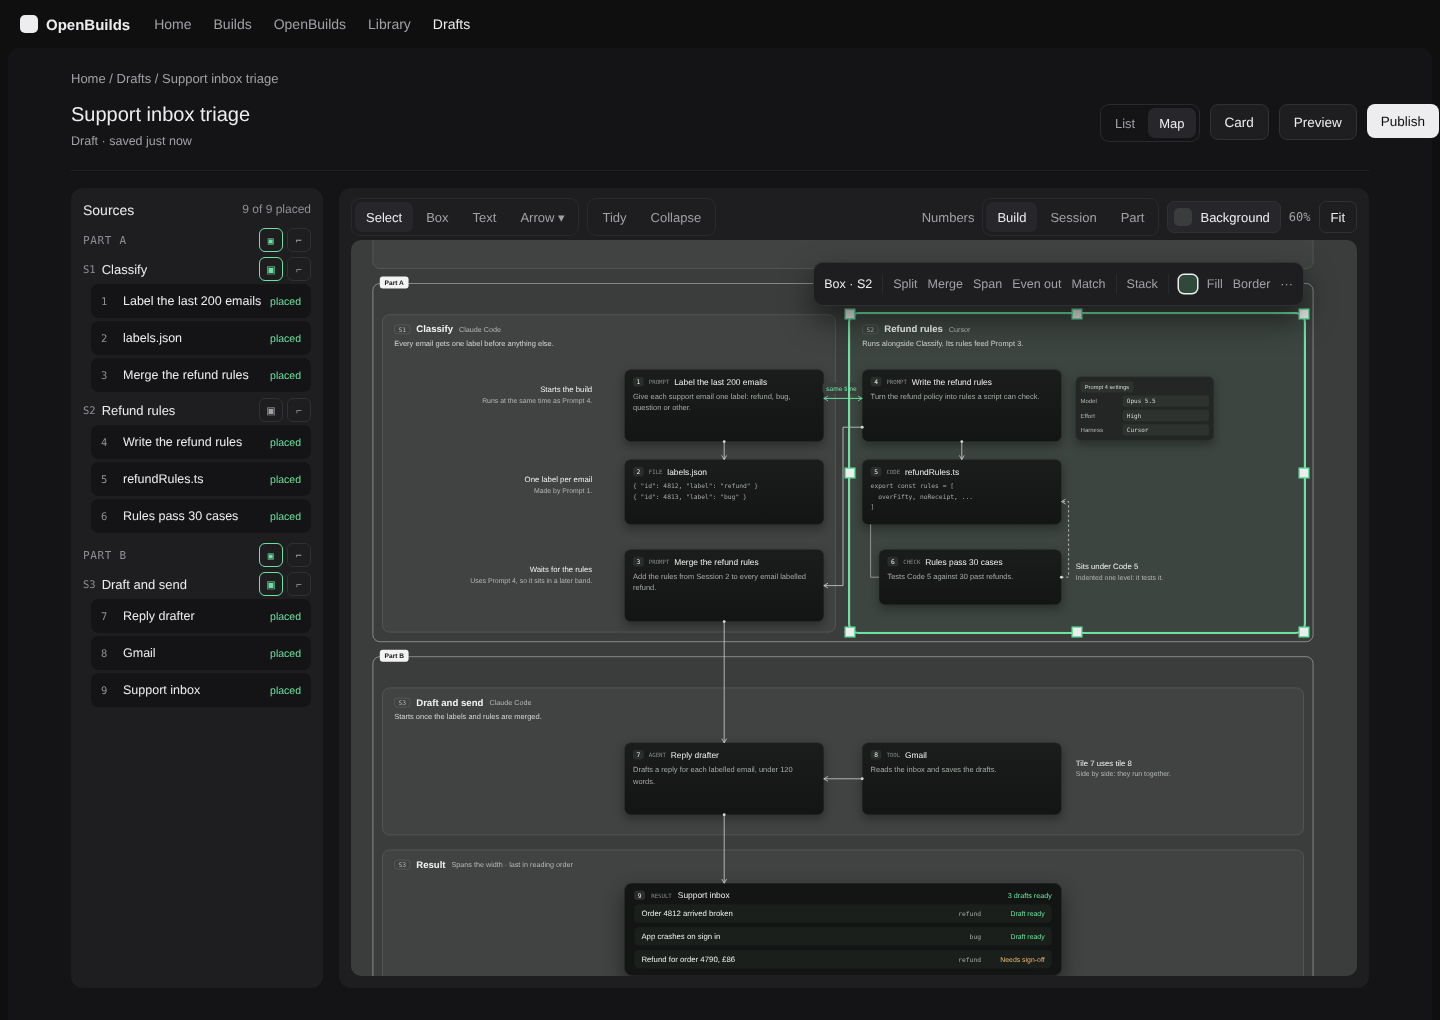 OpenBuilds Home Builds OpenBuilds Library Drafts
Home / Drafts / Support inbox triage
Support inbox triage
Draft · saved just now
List Map Card Preview Publish
Sources 9 of 9 placed
PART A
S1 Classify
1 Label the last 200 emails placed
2 labels.json placed
3 Merge the refund rules placed
S2 Refund rules
4 Write the refund rules placed
5 refundRules.ts placed
6 Rules pass 30 cases placed
PART B
S3 Draft and send
7 Reply drafter placed
8 Gmail placed
9 Support inbox placed
Select Box Text Arrow ▾ Tidy Collapse
Numbers Build Session Part Background 60% Fit
Box · S2 Split Merge Span Even out Match Stack Fill Border ···
Part A
S1 Classify Claude Code
Every email gets one label before anything else.
Starts the build
Runs at the same time as Prompt 4.
1 PROMPT Label the last 200 emails
Give each support email one label: refund, bug,
question or other.
same time
One label per email
Made by Prompt 1.
2 FILE labels.json
{ "id": 4812, "label": "refund" }
{ "id": 4813, "label": "bug" }
Waits for the rules
Uses Prompt 4, so it sits in a later band.
3 PROMPT Merge the refund rules
Add the rules from Session 2 to every email labelled
refund.
S2 Refund rules Cursor
Runs alongside Classify. Its rules feed Prompt 3.
4 PROMPT Write the refund rules
Turn the refund policy into rules a script can check.
Prompt 4 settings
Model Opus 5.5
Effort High
Harness Cursor
5 CODE refundRules.ts
export const rules = [
overFifty, noReceipt, ...
]
6 CHECK Rules pass 30 cases
Tests Code 5 against 30 past refunds.
Sits under Code 5
Indented one level: it tests it.
Part B
S3 Draft and send Claude Code
Starts once the labels and rules are merged.
7 AGENT Reply drafter
Drafts a reply for each labelled email, under 120
words.
8 TOOL Gmail
Reads the inbox and saves the drafts.
Tile 7 uses tile 8
Side by side: they run together.
S3 Result Spans the width · last in reading order
9 RESULT Support inbox 3 drafts ready
Order 4812 arrived broken refund Draft ready
App crashes on sign in bug Draft ready
Refund for order 4790, £86 refund Needs sign-off